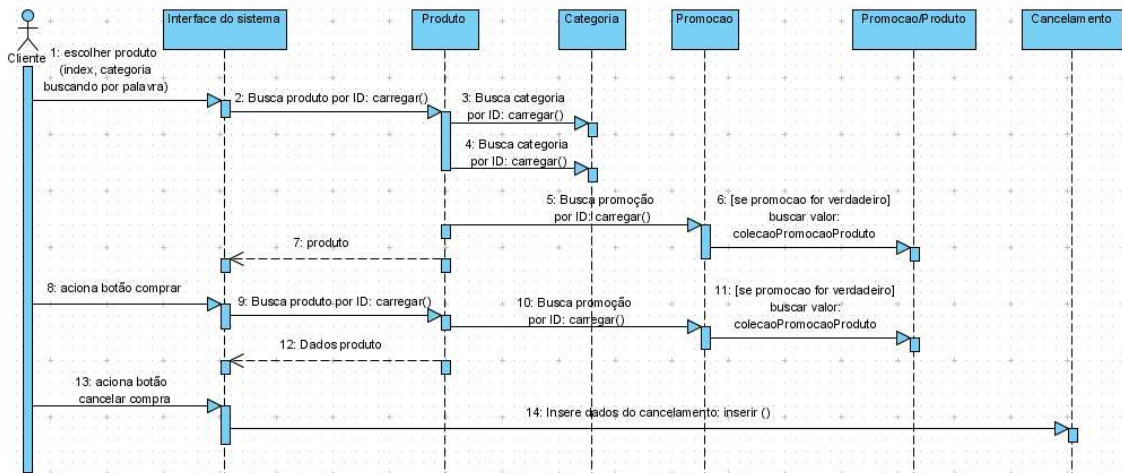 Interface do sistema
Produto
Categoria
Promocao
Promocao/Produto
Cancelamento
Cliente
1: escolher produto
(index, categoria
buscando por palavra)
2: Busca produto por ID: carregar()
3: Busca categoria
por ID: carregar()
4: Busca categoria
por ID: carregar()
5: Busca promoção
por ID: carregar()
6: [se promocao for verdadeiro]
buscar valor:
colecaoPromocaoProduto
7: produto
8: aciona botão comprar
9: Busca produto por ID: carregar()
10: Busca promoção
por ID: carregar()
11: [se promocao for verdadeiro]
buscar valor:
colecaoPromocaoProduto
12: Dados produto
13: aciona botão
cancelar compra
14: Insere dados do cancelamento: inserir ()